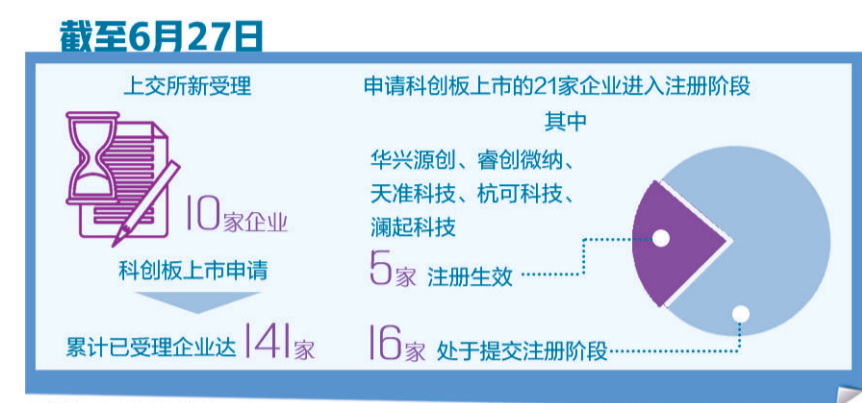 截至6月27日
上交所新受理
10家企业
科创板上市申请
累计已受理企业达141家
申请科创板上市的21家企业进入注册阶段
其中
华兴源创、睿创微纳、
天准科技、杭可科技、
澜起科技
5家 注册生效
16家 处于提交注册阶段